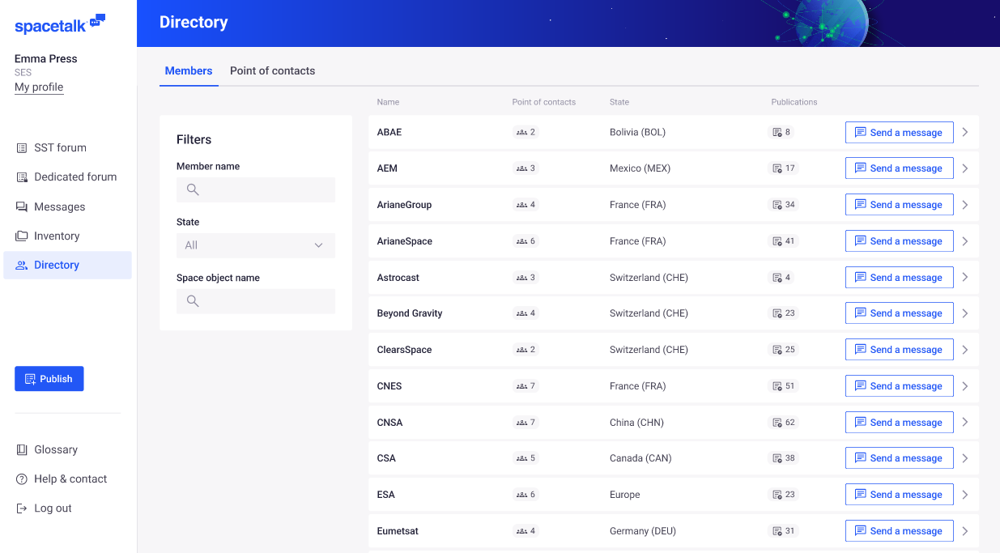 spacetalk
Directory
Emma Press
SES
My profile
SST forum
Dedicated forum
Messages
Inventory
Directory
Publish
Glossary
Help & contact
Log out
Members Point of contacts
Filters
Member name
State
All
Space object name
Name Point of contacts State Publications
ABAE 2 Bolivia (BOL) 8 Send a message
AEM 3 Mexico (MEX) 17 Send a message
ArianeGroup 4 France (FRA) 34 Send a message
ArianeSpace 6 France (FRA) 41 Send a message
Astrocast 3 Switzerland (CHE) 4 Send a message
Beyond Gravity 4 Switzerland (CHE) 23 Send a message
ClearsSpace 2 Switzerland (CHE) 25 Send a message
CNES 7 France (FRA) 51 Send a message
CNSA 7 China (CHN) 62 Send a message
CSA 5 Canada (CAN) 38 Send a message
ESA 6 Europe 23 Send a message
Eumetsat 4 Germany (DEU) 31 Send a message